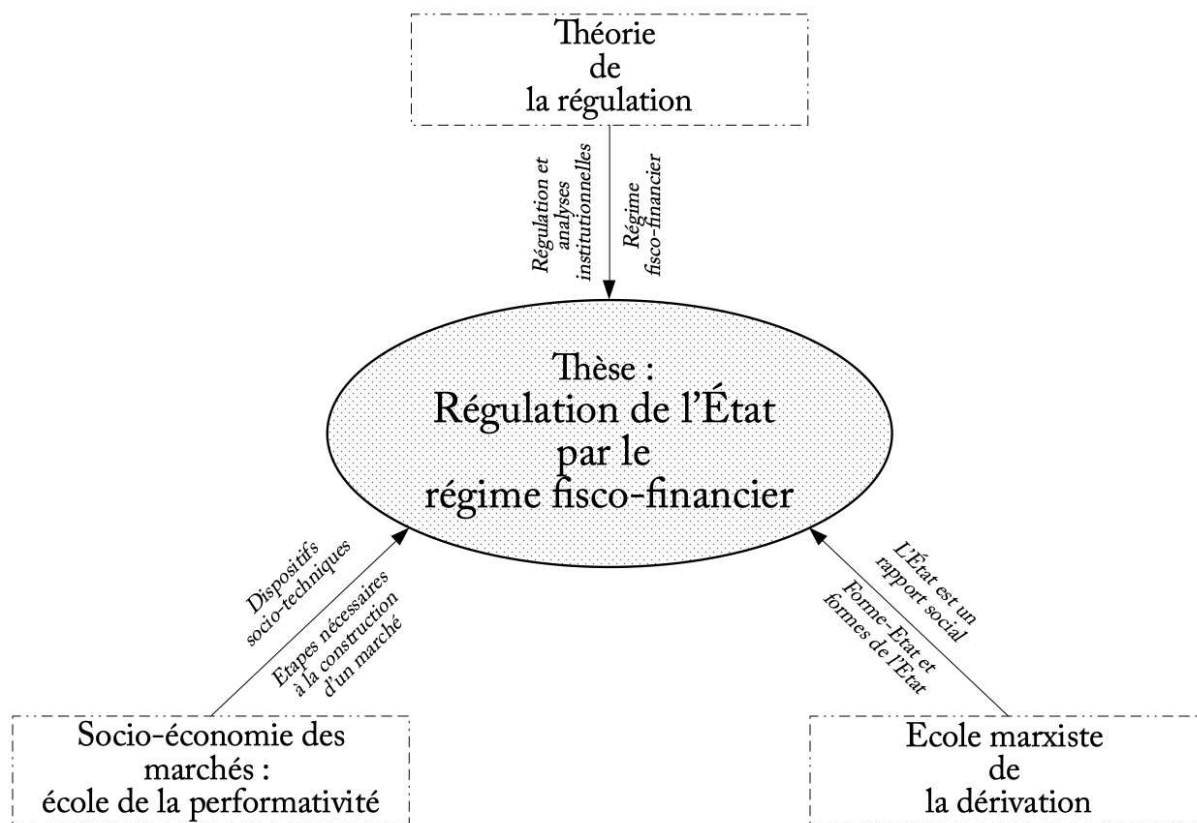 Théorie
de
la régulation
Régulation et
analyses
institutionnelles
Régime
fisco-financier
Thèse :
Régulation de l'État
par le
régime fisco-financier
Dispositifs
socio-techniques
Etapes nécessaires
à la construction
d'un marché
L'État est un
rapport social
Forme-Etat et
formes de l'Etat
Socio-économie des
marchés :
école de la performativité
Ecole marxiste
de
la dérivation